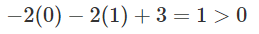 −2(0) − 2(1) + 3 = 1 > 0